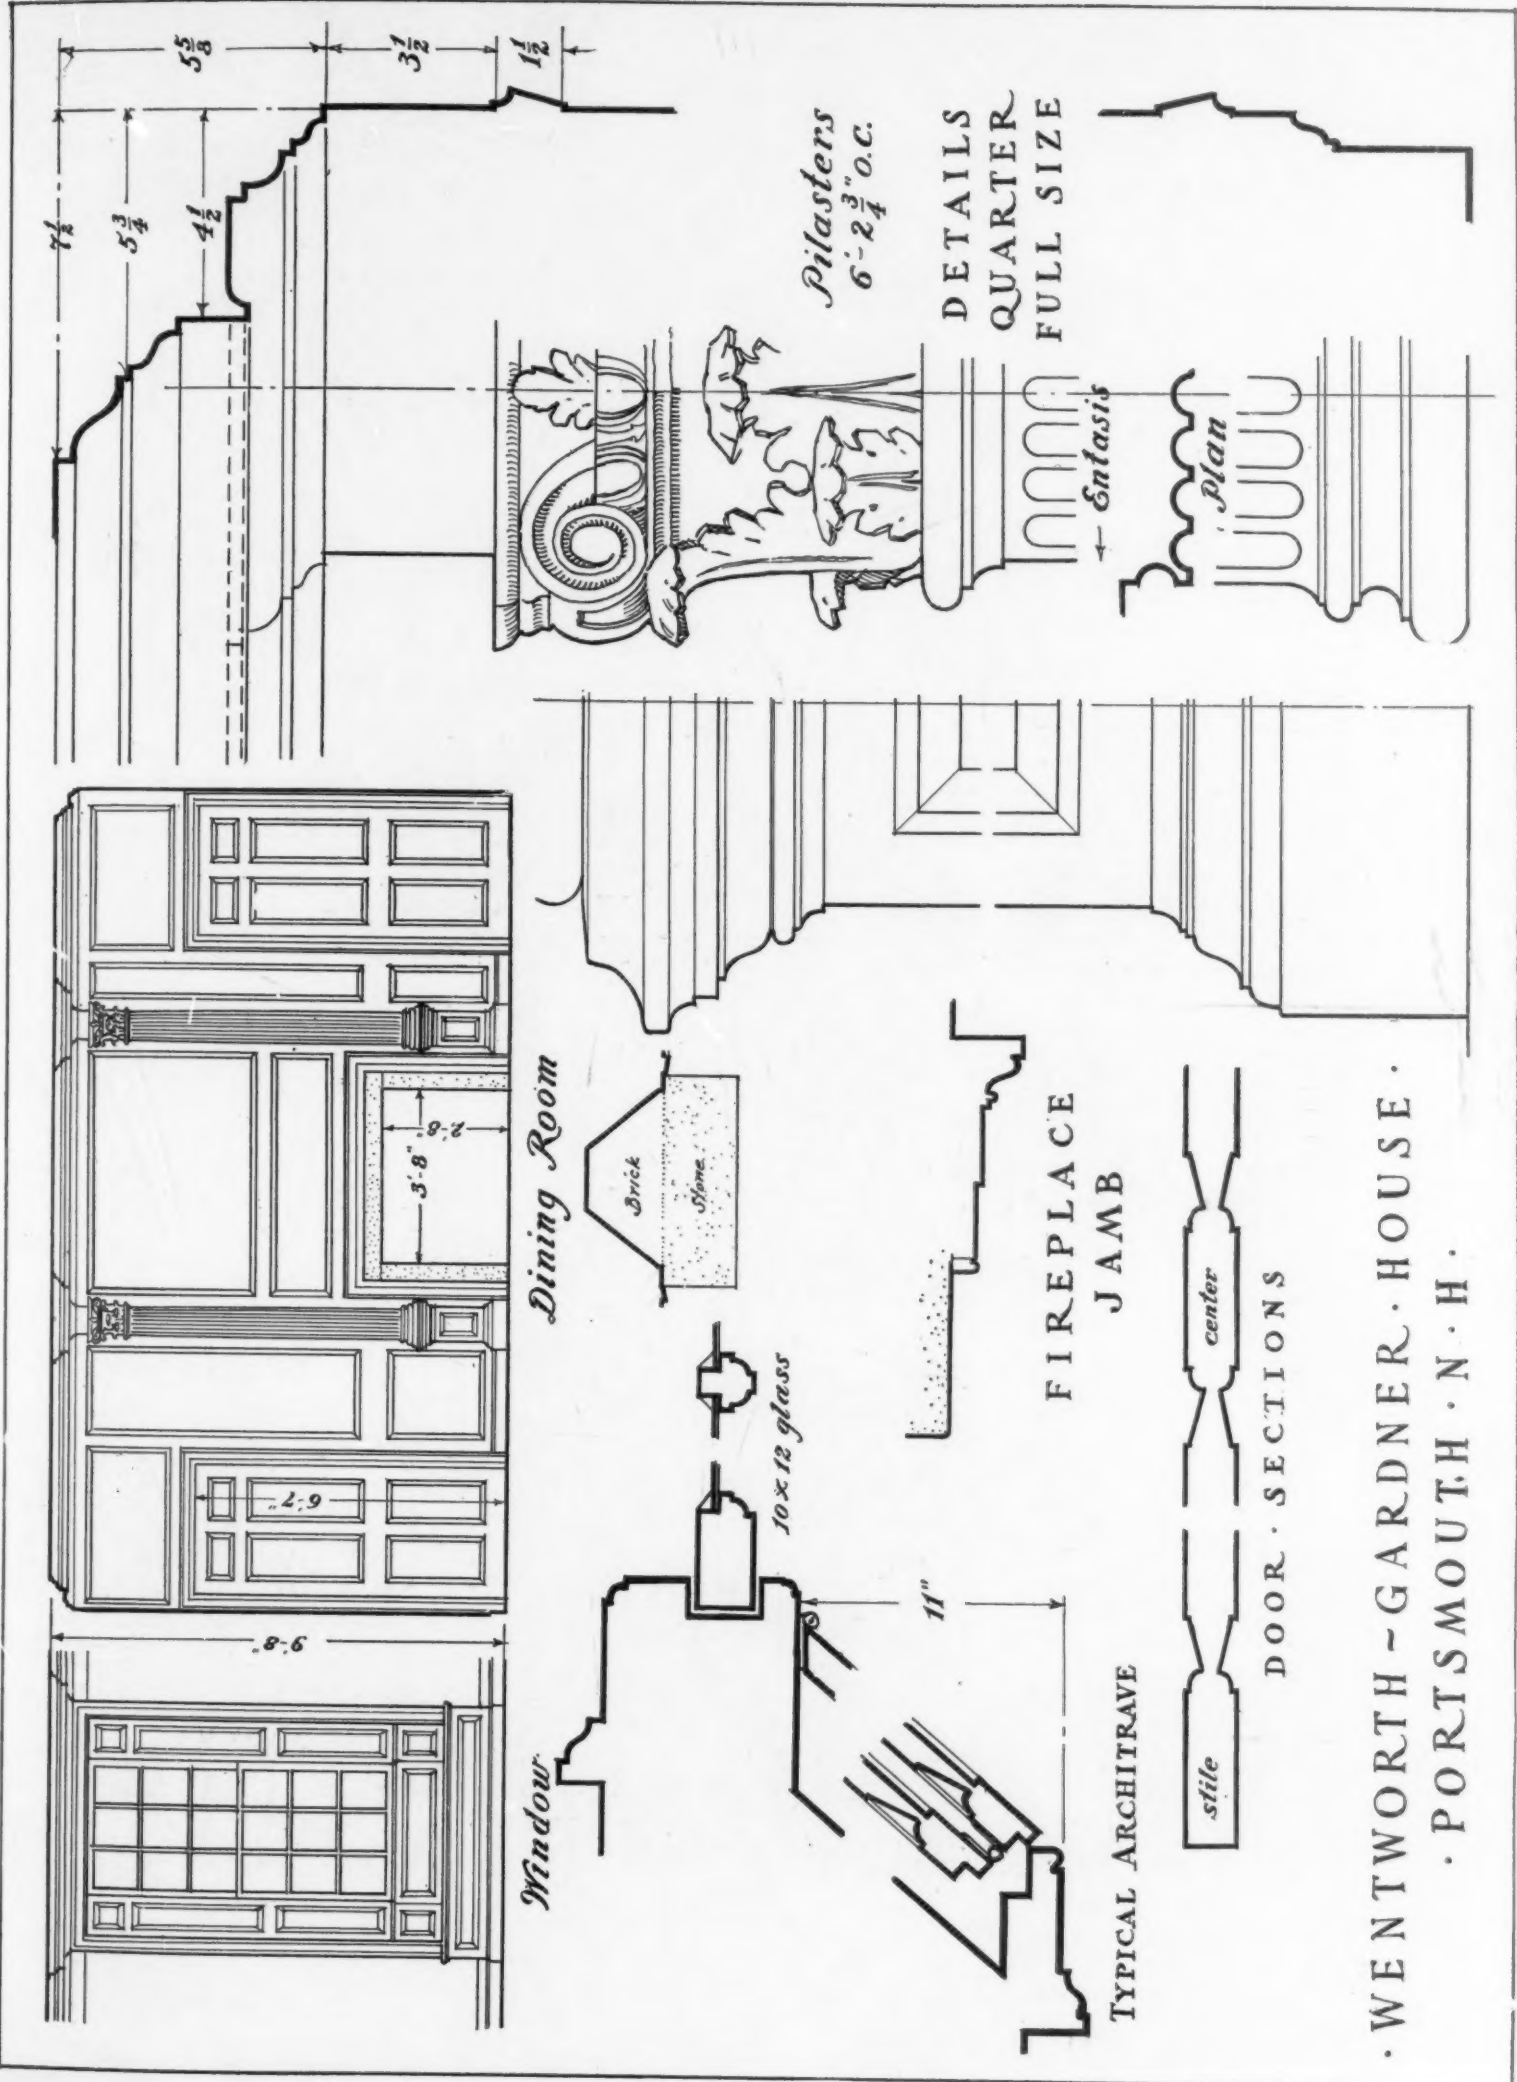 7½
5¾
4½
5⅝
3½
1½
9'-8"
6'-7"
3'-8"
2'-8"
Window
Dining Room
Brick
Stone
10 x 12 glass
11"
TYPICAL ARCHITRAVE
FIREPLACE
JAMB
stile
center
DOOR · SECTIONS
Pilasters
6'-2¾" O.C.
DETAILS
QUARTER
FULL SIZE
← Entasis
Plan
· WENTWORTH ~ GARDNER · HOUSE ·
· PORTSMOUTH · N · H ·